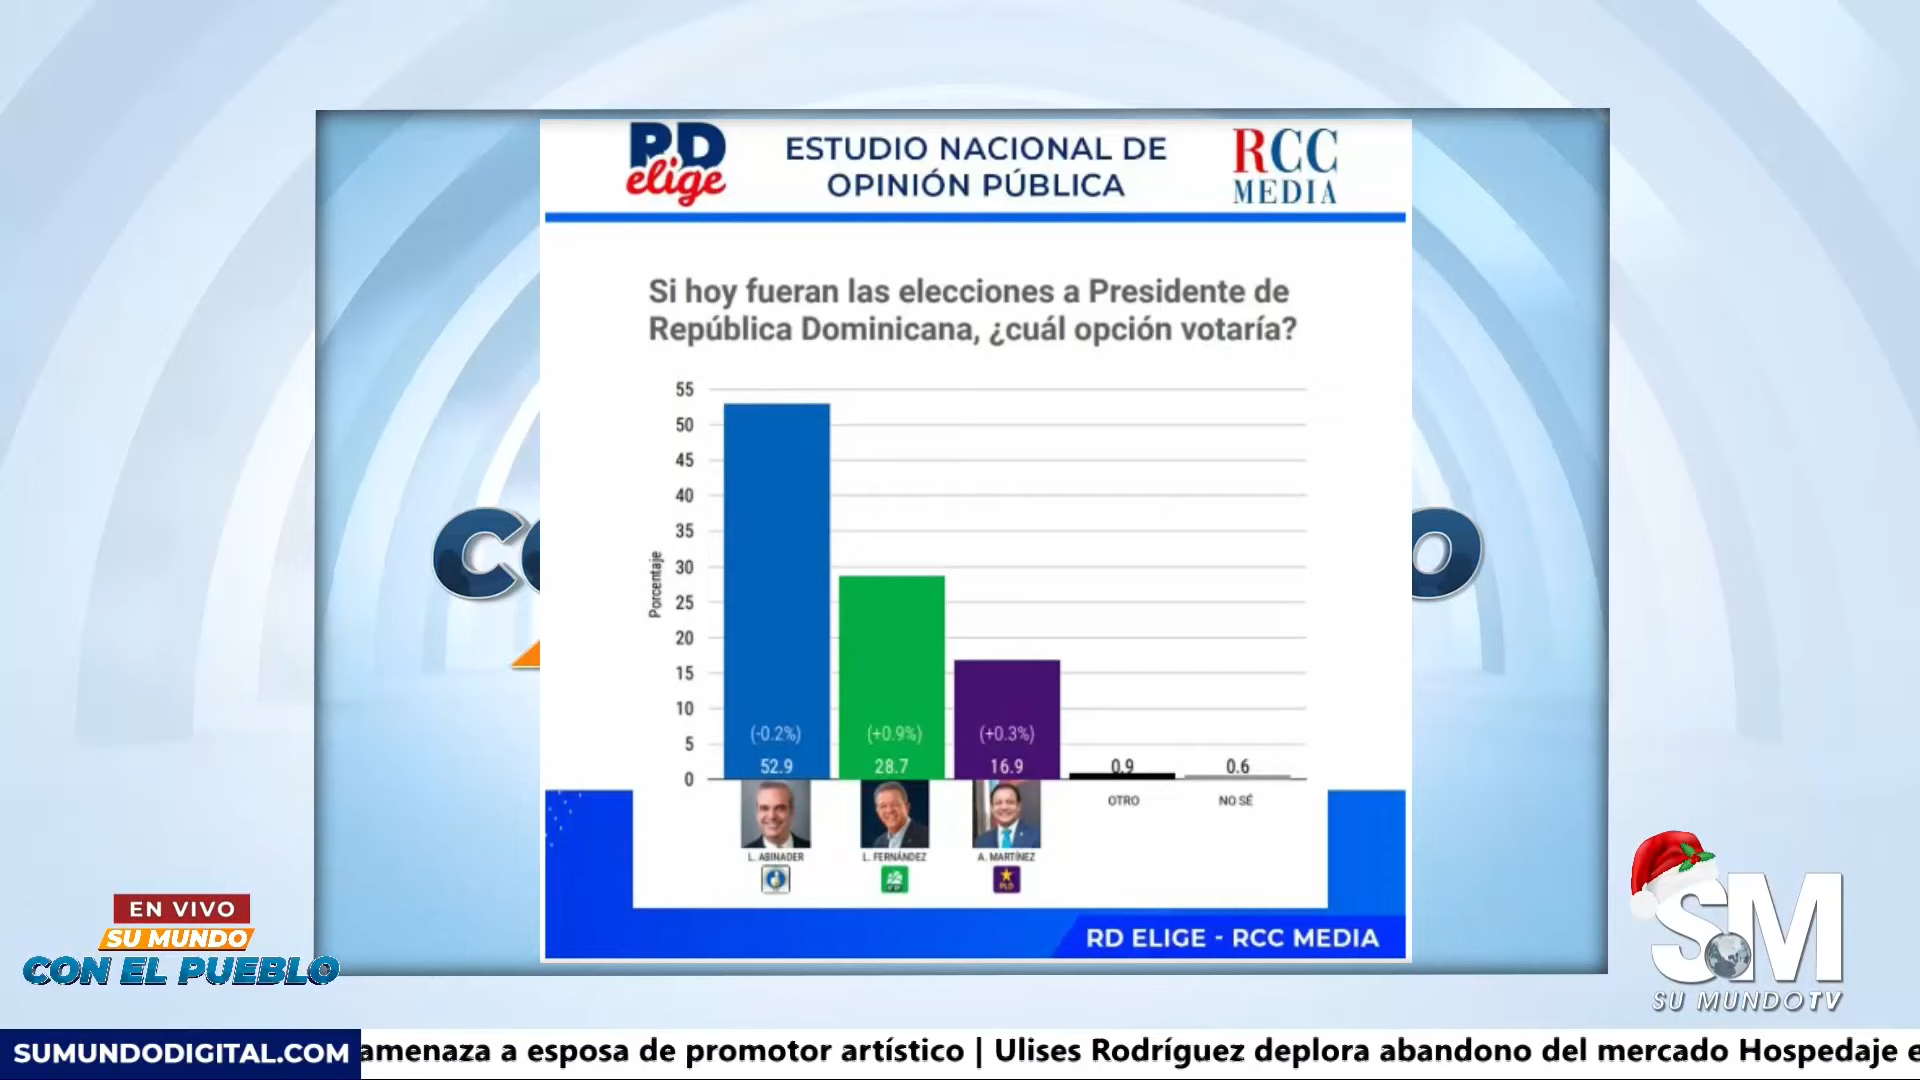 RD
elige
ESTUDIO NACIONAL DE
OPINIÓN PÚBLICA
RCC
MEDIA
Si hoy fueran las elecciones a Presidente de
República Dominicana, ¿cuál opción votaría?
Porcentaje
55
50
45
40
35
30
25
20
15
10
5
0
(-0.2%)
52.9
(+0.9%)
28.7
(+0.3%)
16.9
0.9
0.6
OTRO
NO SÉ
L. ABINADER
L. FERNÁNDEZ
A. MARTÍNEZ
PLD
RD ELIGE - RCC MEDIA
EN VIVO
SU MUNDO
CON EL PUEBLO
SM
SU MUNDOTV
SUMUNDODIGITAL.COM
amenaza a esposa de promotor artístico | Ulises Rodríguez deplora abandono del mercado Hospedaje e